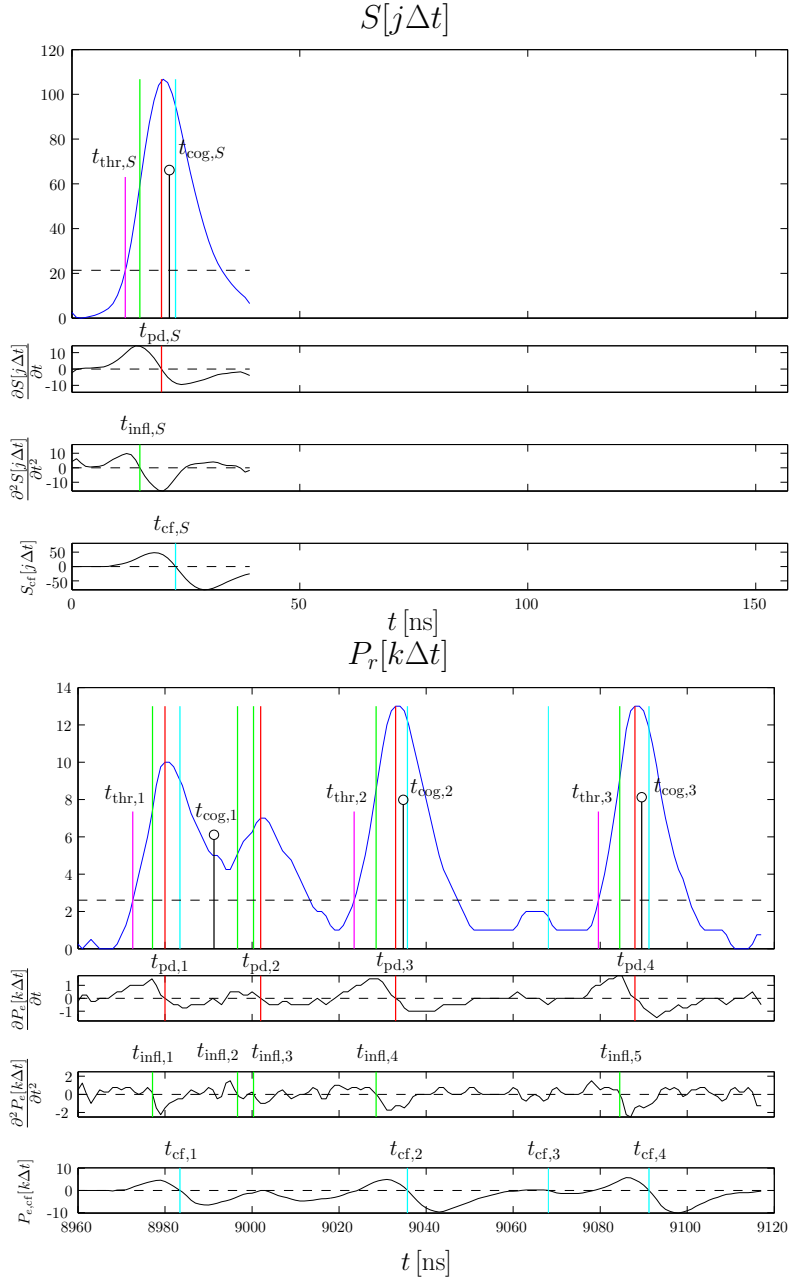 S[jΔt]
120
100
80
60
40
20
0
t_thr,S
t_cog,S
t_pd,S
10
0
-10
∂S[jΔt]
∂t
t_infl,S
10
0
-10
∂²S[jΔt]
∂t²
t_cf,S
50
0
-50
S_cf[jΔt]
0 50 100 150
t [ns]
P_r[kΔt]
14
12
10
8
6
4
2
0
t_thr,1 t_cog,1 t_thr,2 t_cog,2 t_thr,3 t_cog,3
t_pd,1 t_pd,2 t_pd,3 t_pd,4
1
0
-1
∂P_e[kΔt]
∂t
t_infl,1 t_infl,2 t_infl,3 t_infl,4 t_infl,5
2
0
-2
∂²P_e[kΔt]
∂t²
t_cf,1 t_cf,2 t_cf,3 t_cf,4
10
0
-10
P_e,cf[kΔt]
8960 8980 9000 9020 9040 9060 9080 9100 9120
t [ns]